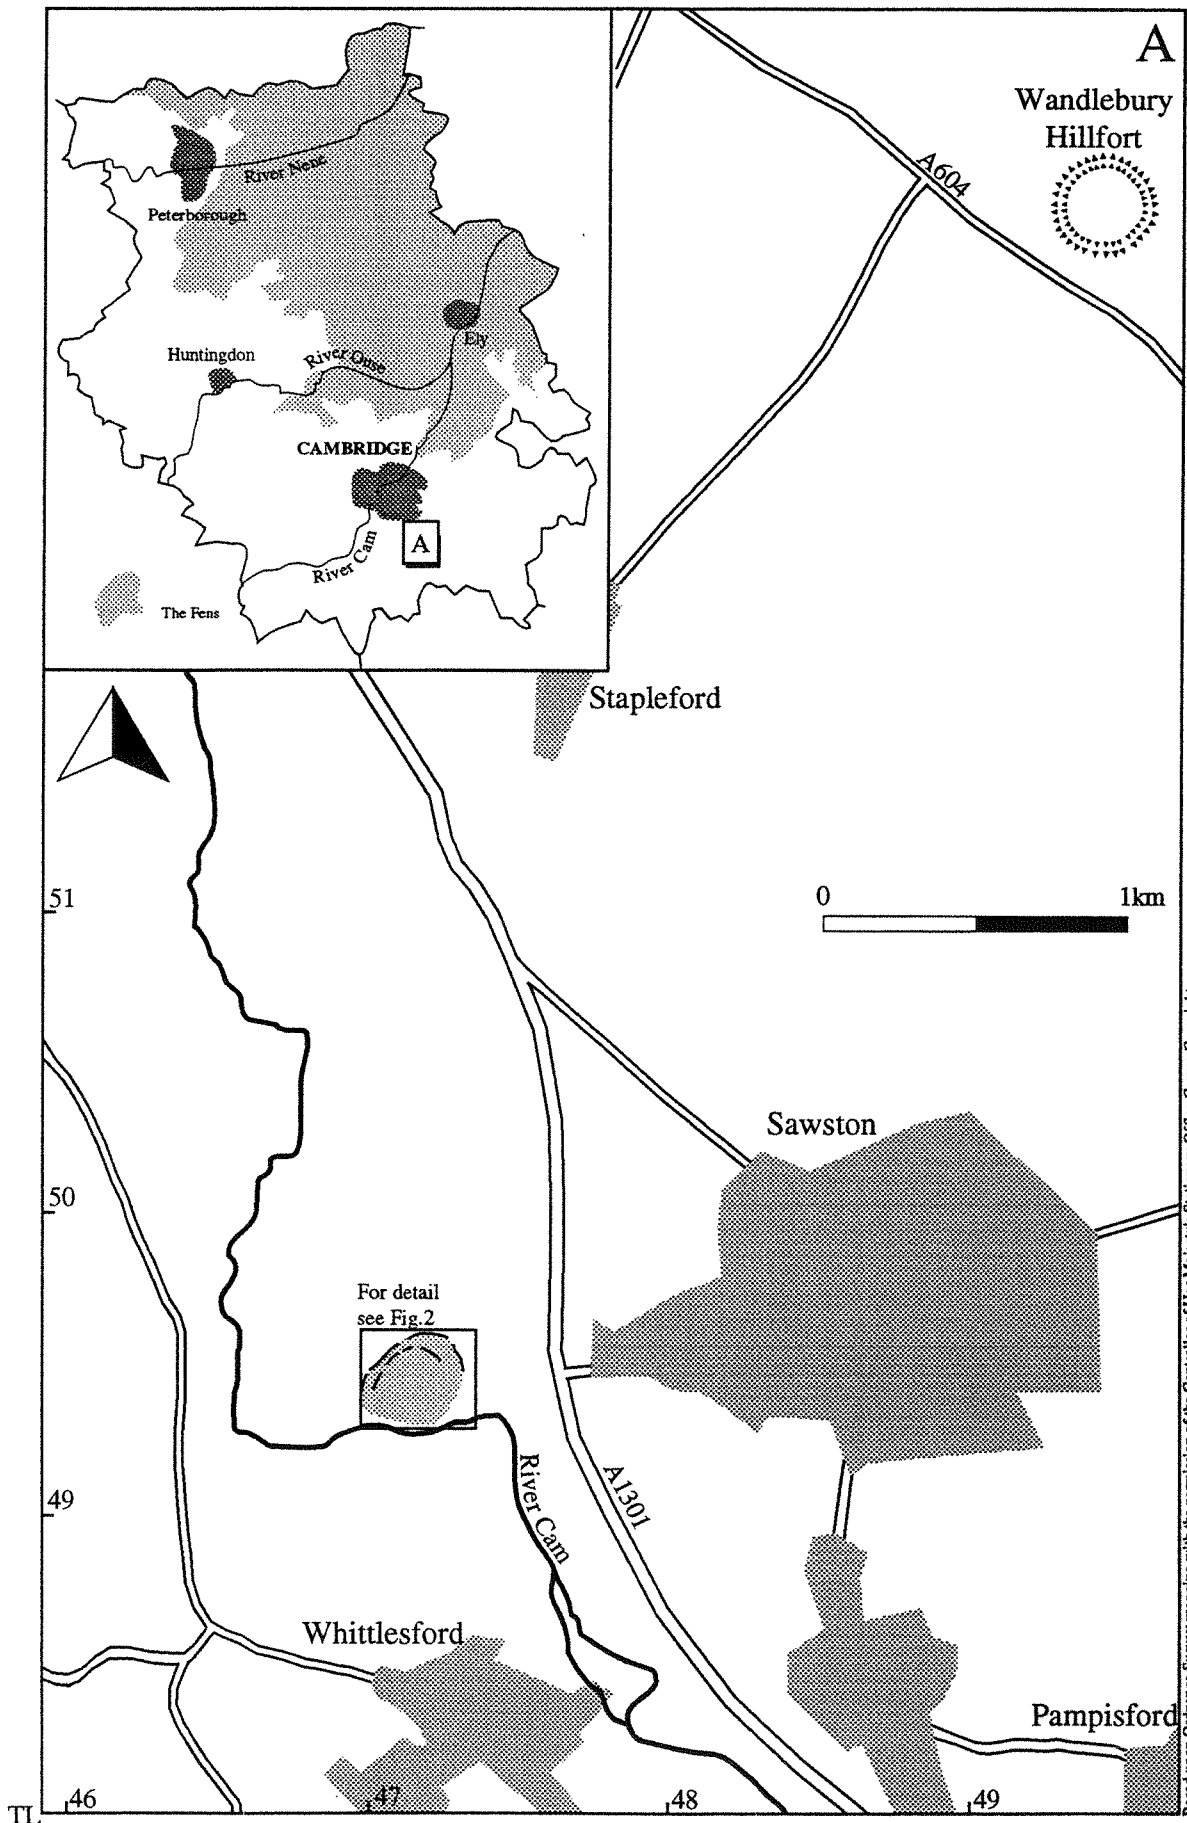 A
Wandlebury
Hillfort
A604
River Nene
Peterborough
Ely
Huntingdon
River Ouse
CAMBRIDGE
A
River Cam
The Fens
Stapleford
0 1km
51
Sawston
50
For detail
see Fig.2
River Cam
A1301
49
Whittlesford
Pampisford
TL 46 47 48 49